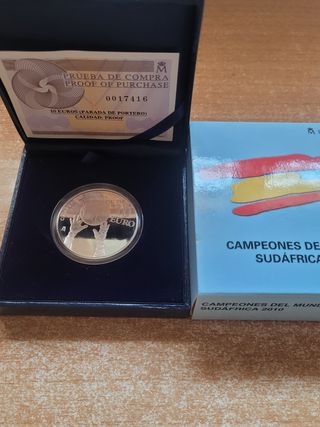 PRUEBA DE COMPRA
PROOF OF PURCHASE
0017416
10 EUROS (PARADA DE PORTERO)
CALIDAD: PROOF
EURO
CAMPEONES DE
SUDÁFRICA
CAMPEONES DEL MUND
SUDÁFRICA 2010